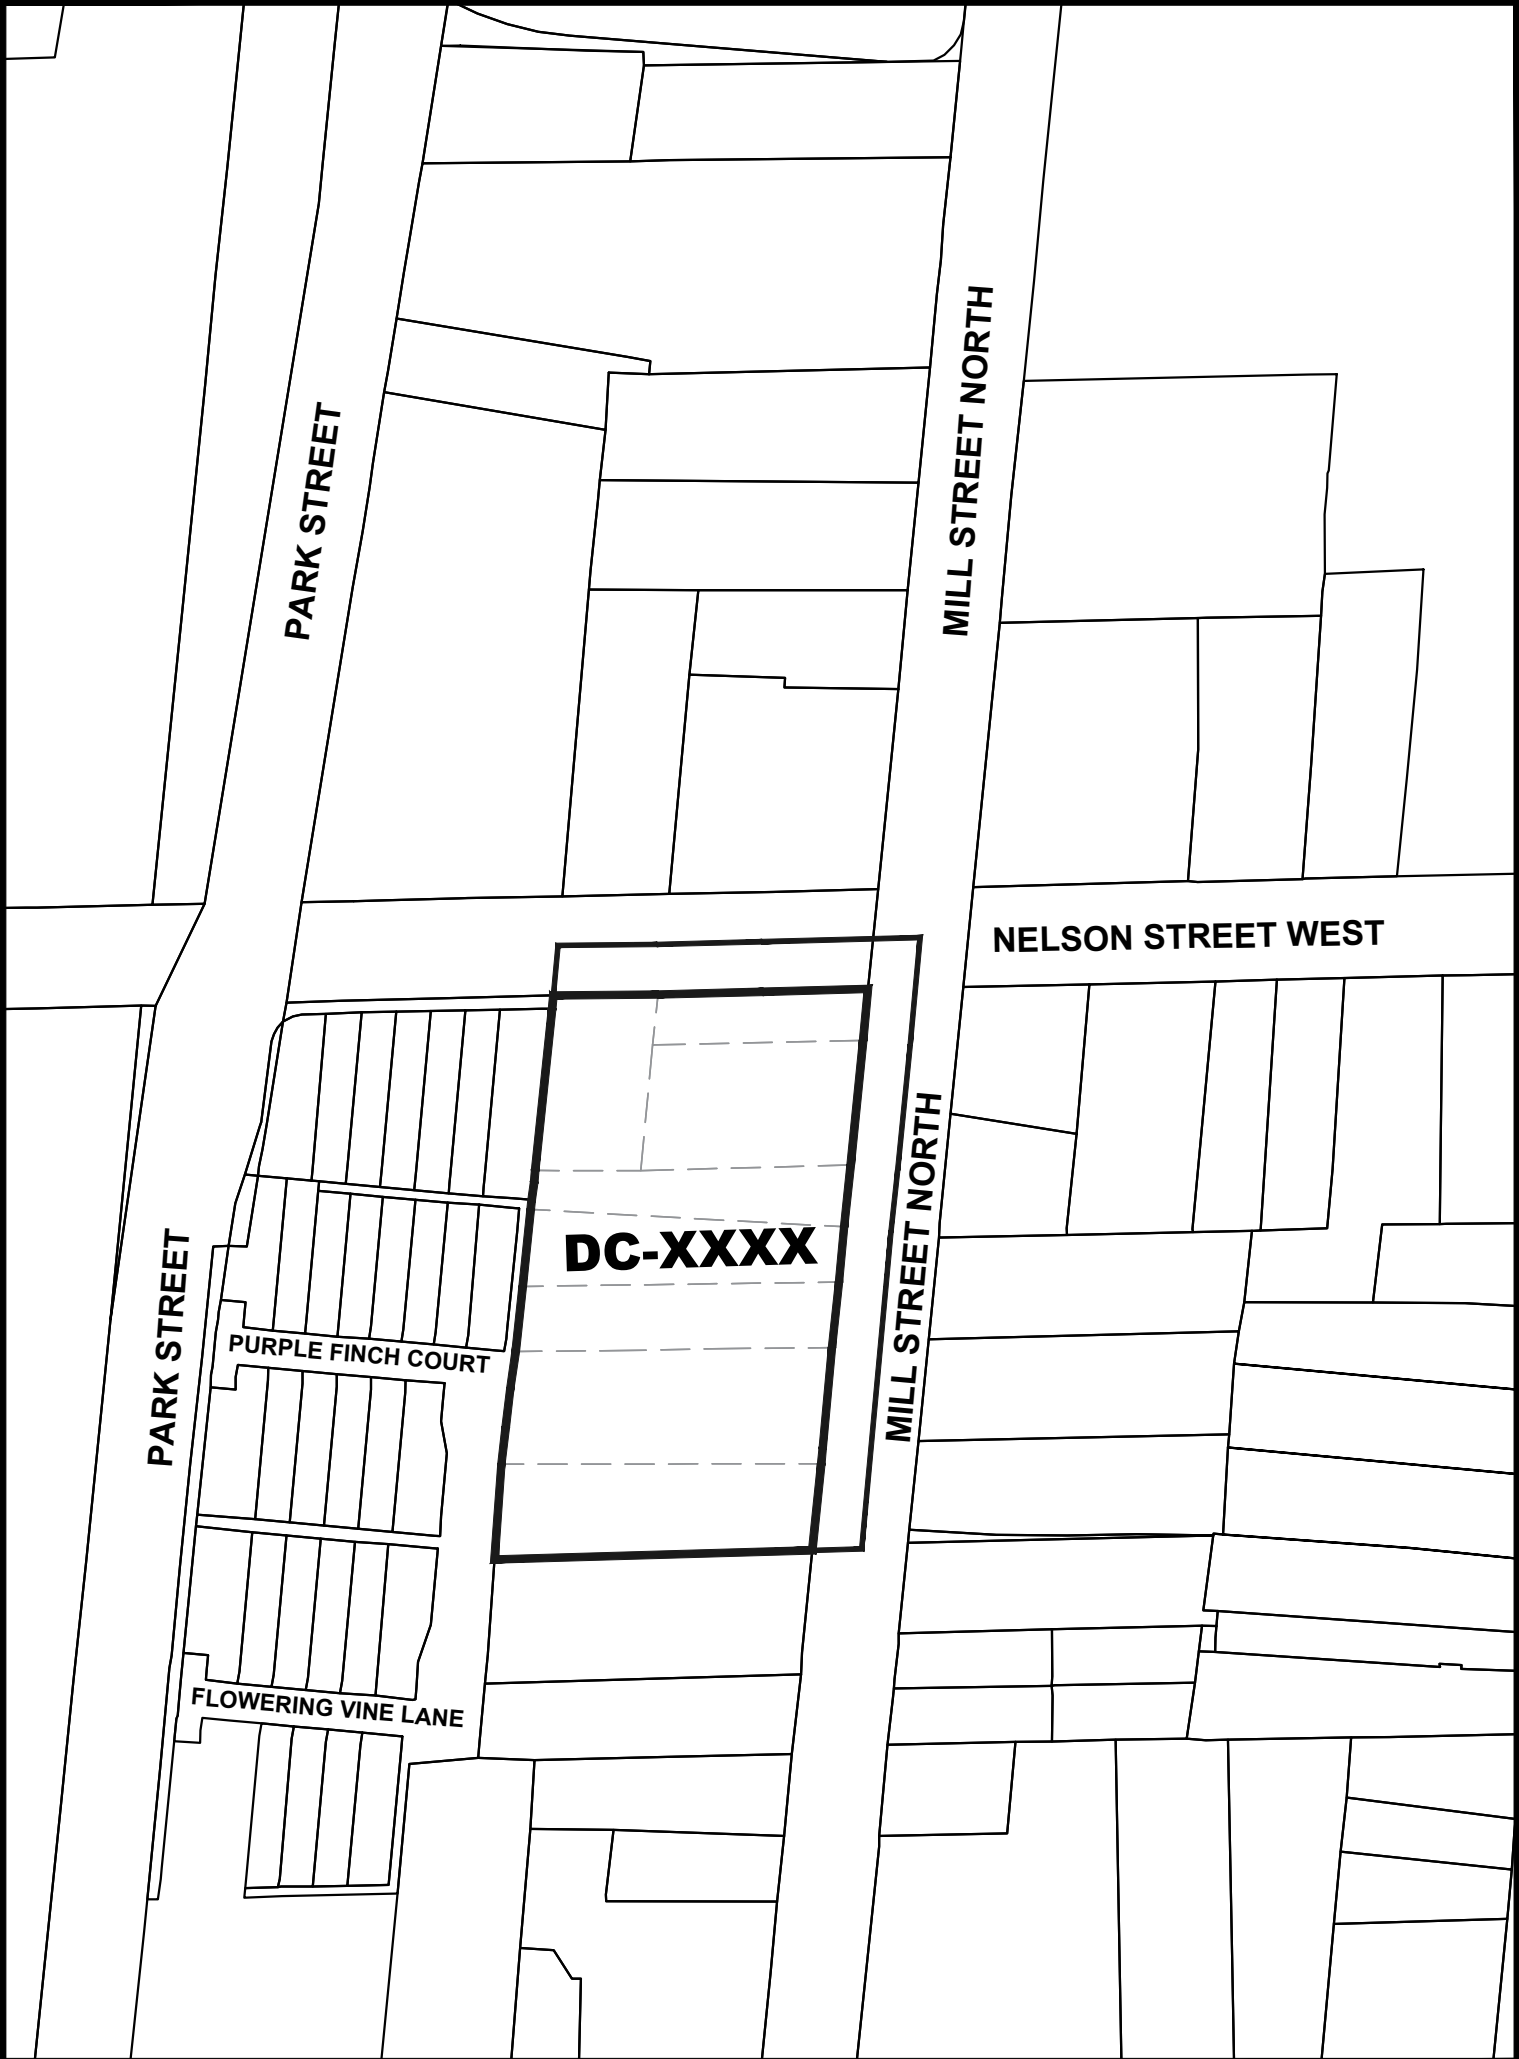 MILL STREET NORTH
PARK STREET
NELSON STREET WEST
MILL STREET NORTH
DC-XXXX
PARK STREET
PURPLE FINCH COURT
FLOWERING VINE LANE